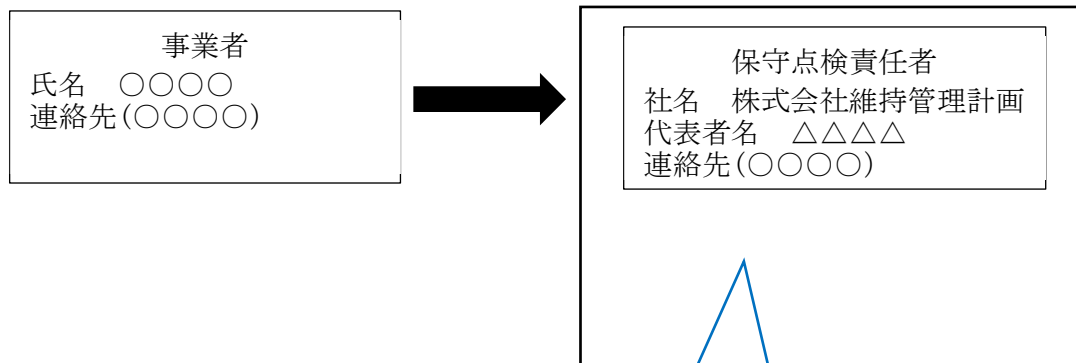 事業者
氏名　○○○○
連絡先(○○○○)
保守点検責任者
社名　株式会社維持管理計画
代表者名　△△△△
連絡先(○○○○)